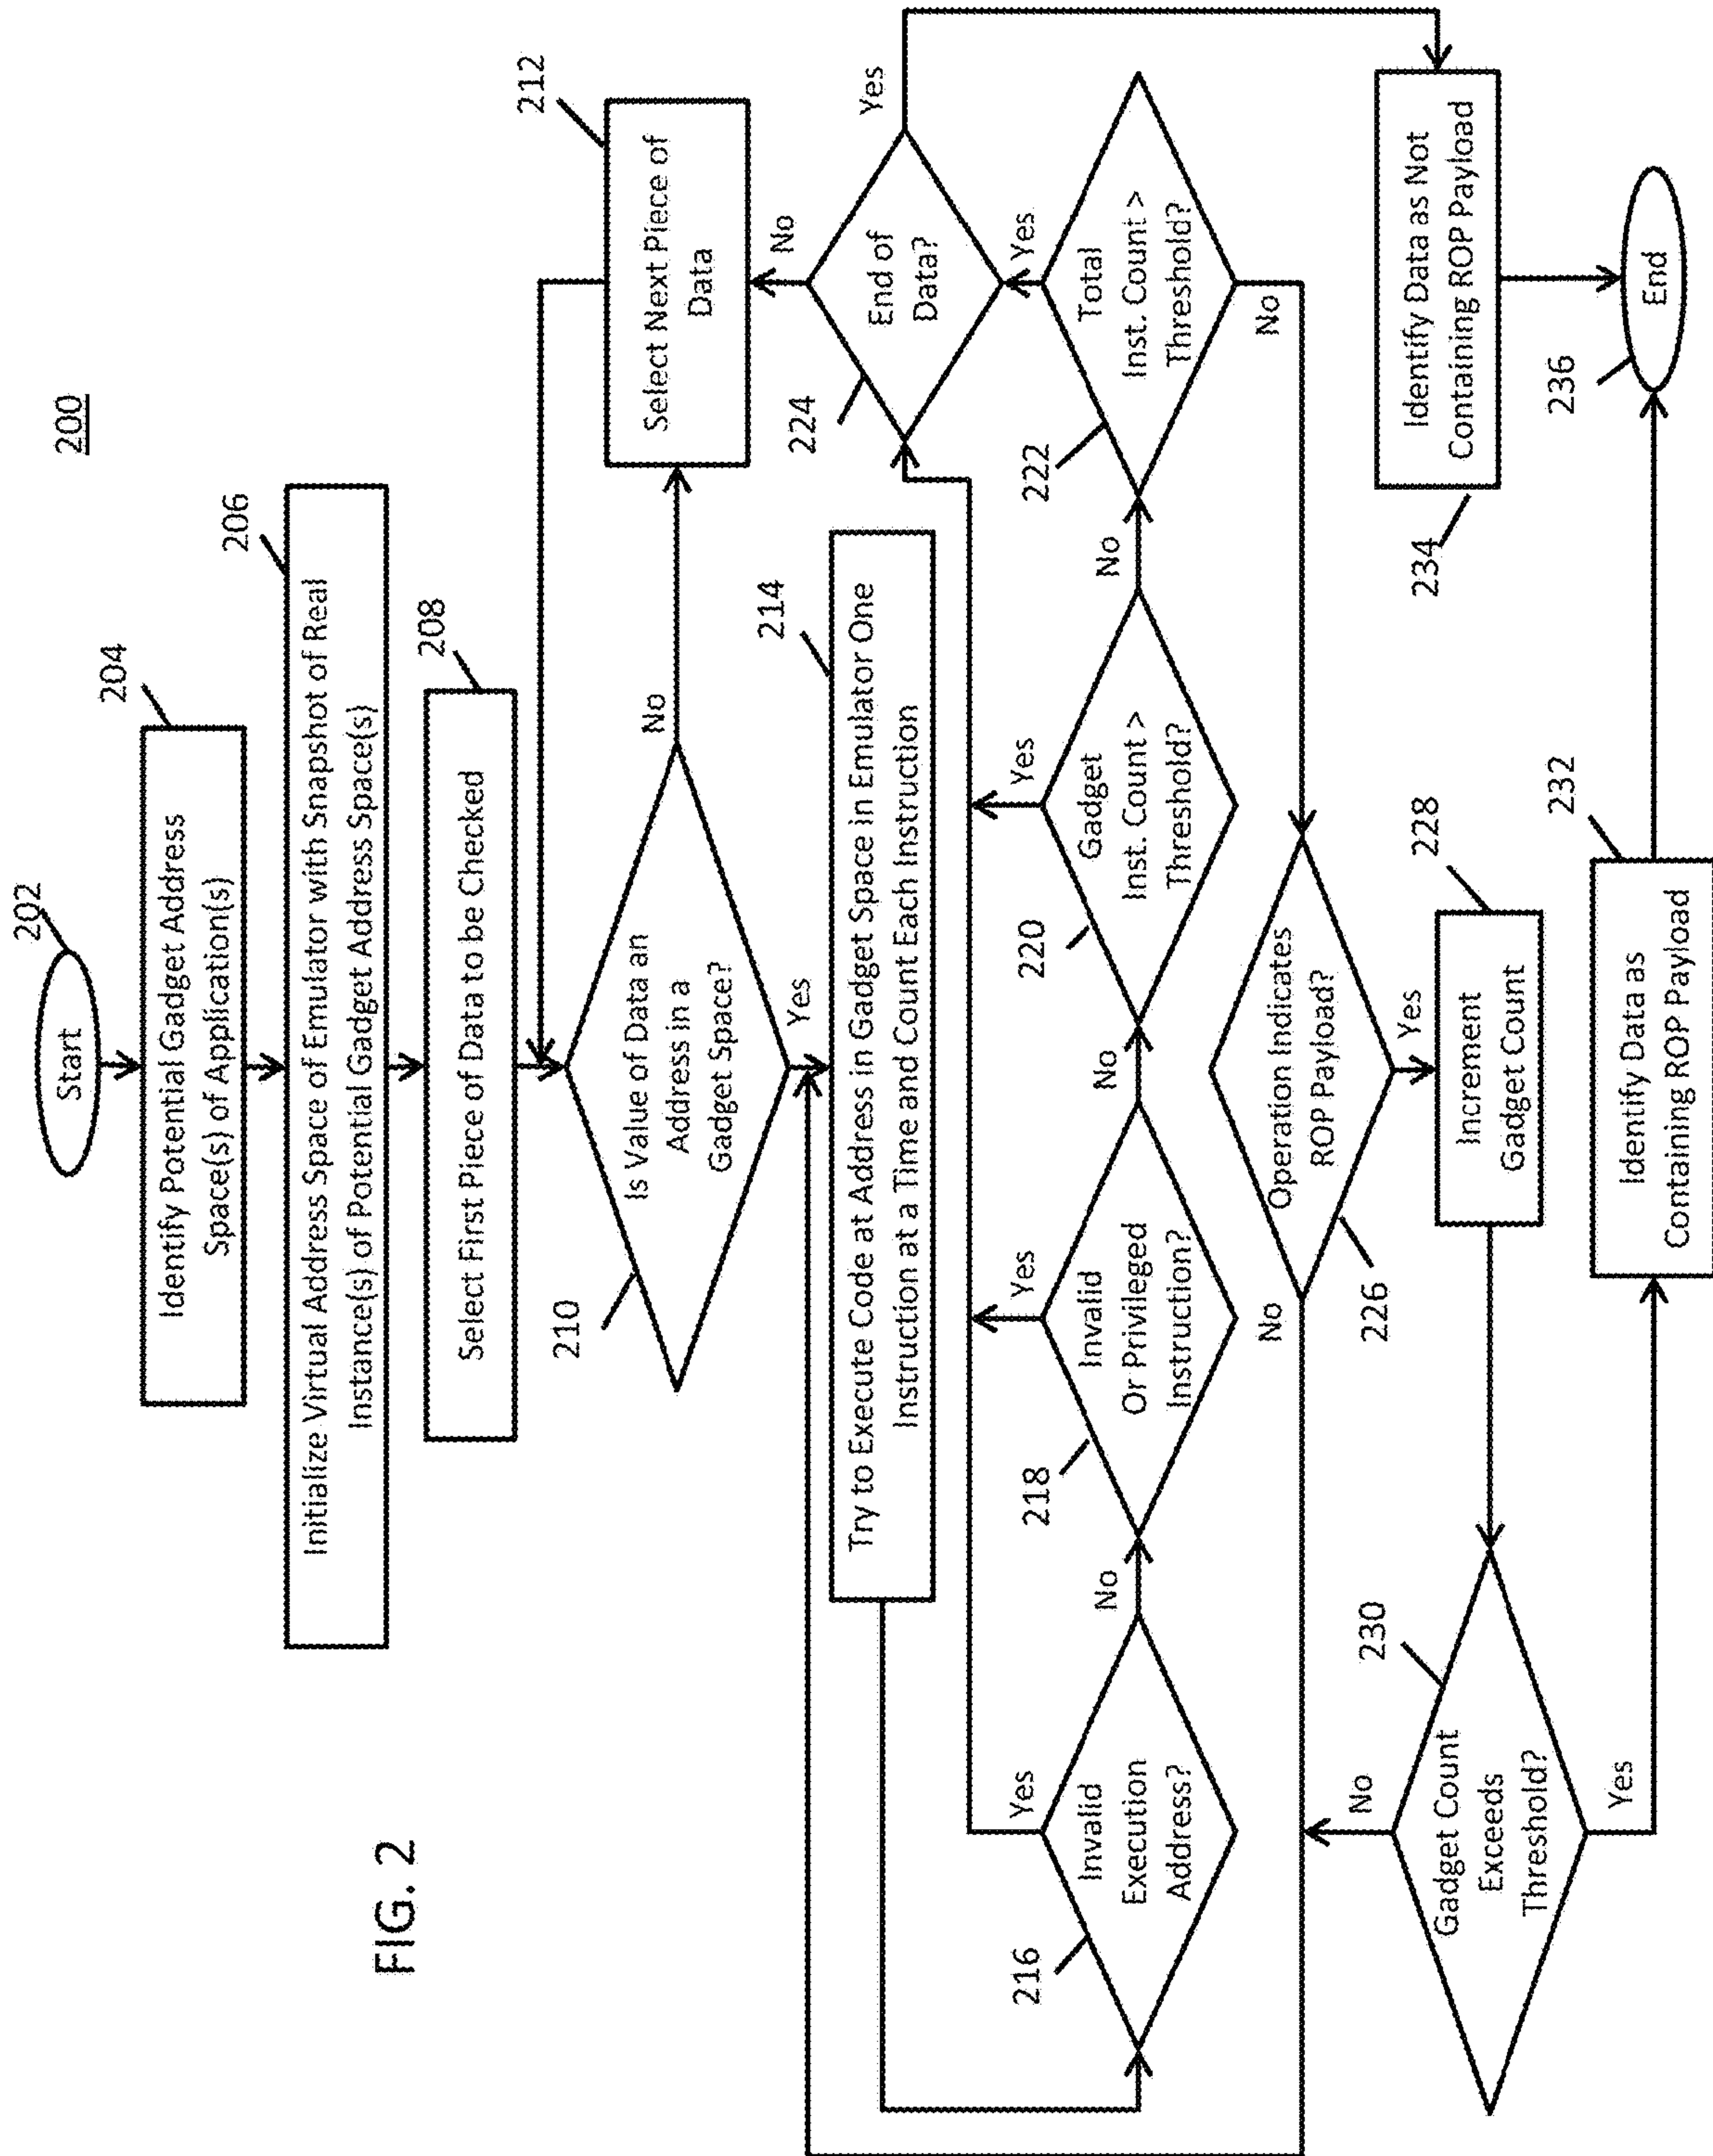 200
202
Start
204
Identify Potential Gadget Address
Space(s) of Application(s)
206
Initialize Virtual Address Space of Emulator with Snapshot of Real
Instance(s) of Potential Gadget Address Space(s)
208
Select First Piece of Data to be Checked
210
Is Value of Data an
Address in a
Gadget Space?
No
Yes
212
Select Next Piece of
Data
214
Try to Execute Code at Address in Gadget Space in Emulator One
Instruction at a Time and Count Each Instruction
216
Invalid
Execution
Address?
Yes
No
218
Invalid
Or Privileged
Instruction?
Yes
No
220
Gadget
Inst. Count >
Threshold?
Yes
No
222
Total
Inst. Count >
Threshold?
Yes
No
224
End of
Data?
No
Yes
226
Operation Indicates
ROP Payload?
No
Yes
228
Increment
Gadget Count
230
Gadget Count
Exceeds
Threshold?
No
Yes
232
Identify Data as
Containing ROP Payload
234
Identify Data as Not
Containing ROP Payload
236
End
FIG. 2